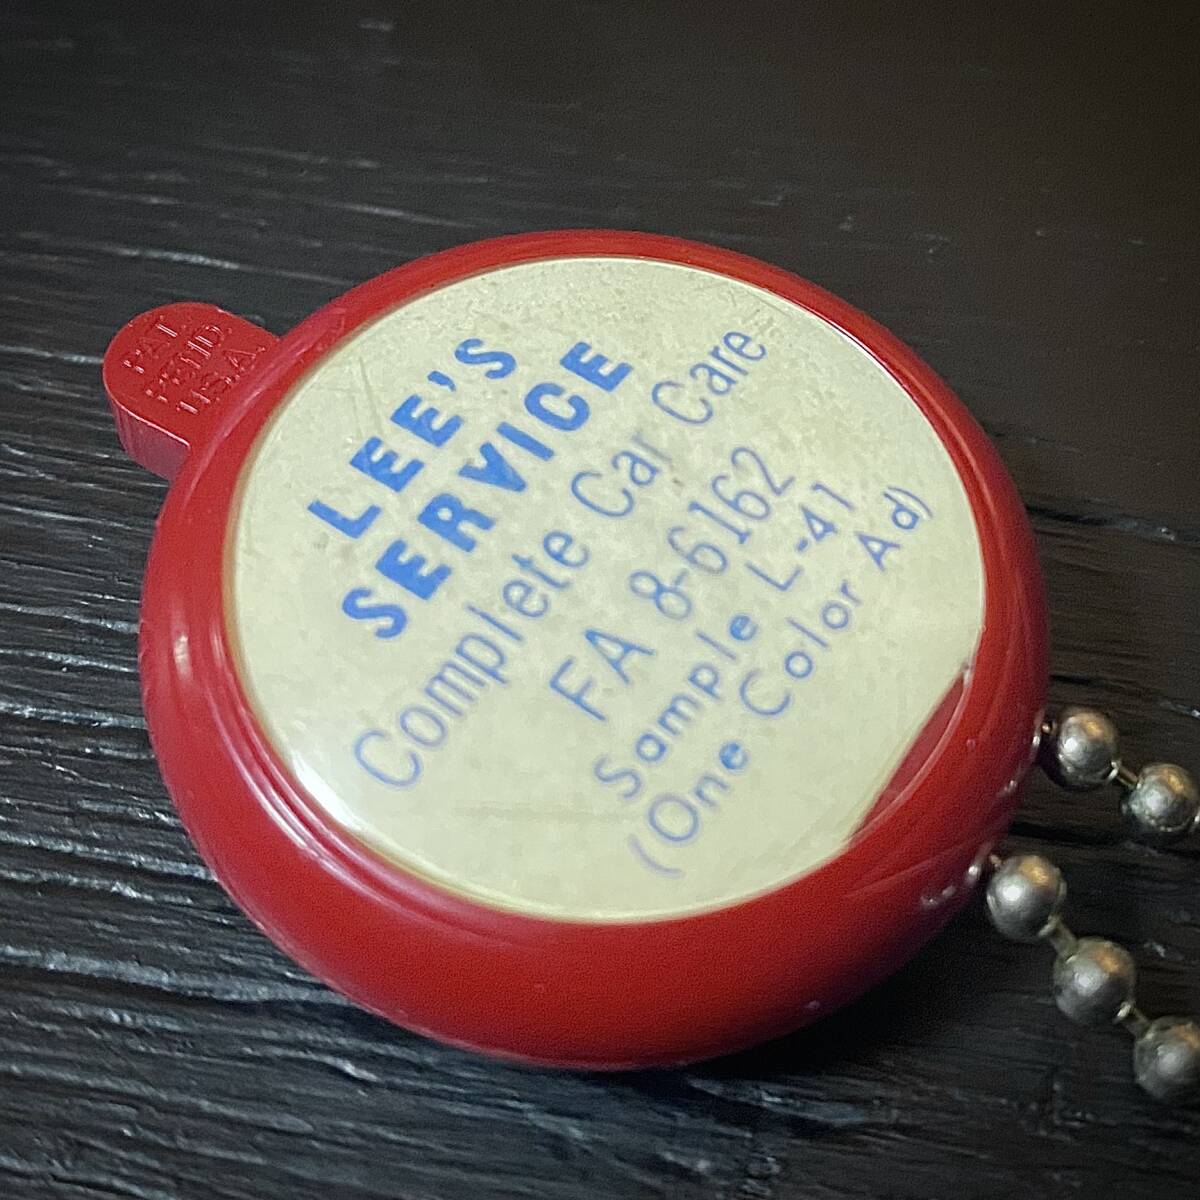 LEE'S
SERVICE
Complete Car Care
FA 8-6162
Sample L-41
(One Color Ad)
PAT.
PEND.
U.S.A.